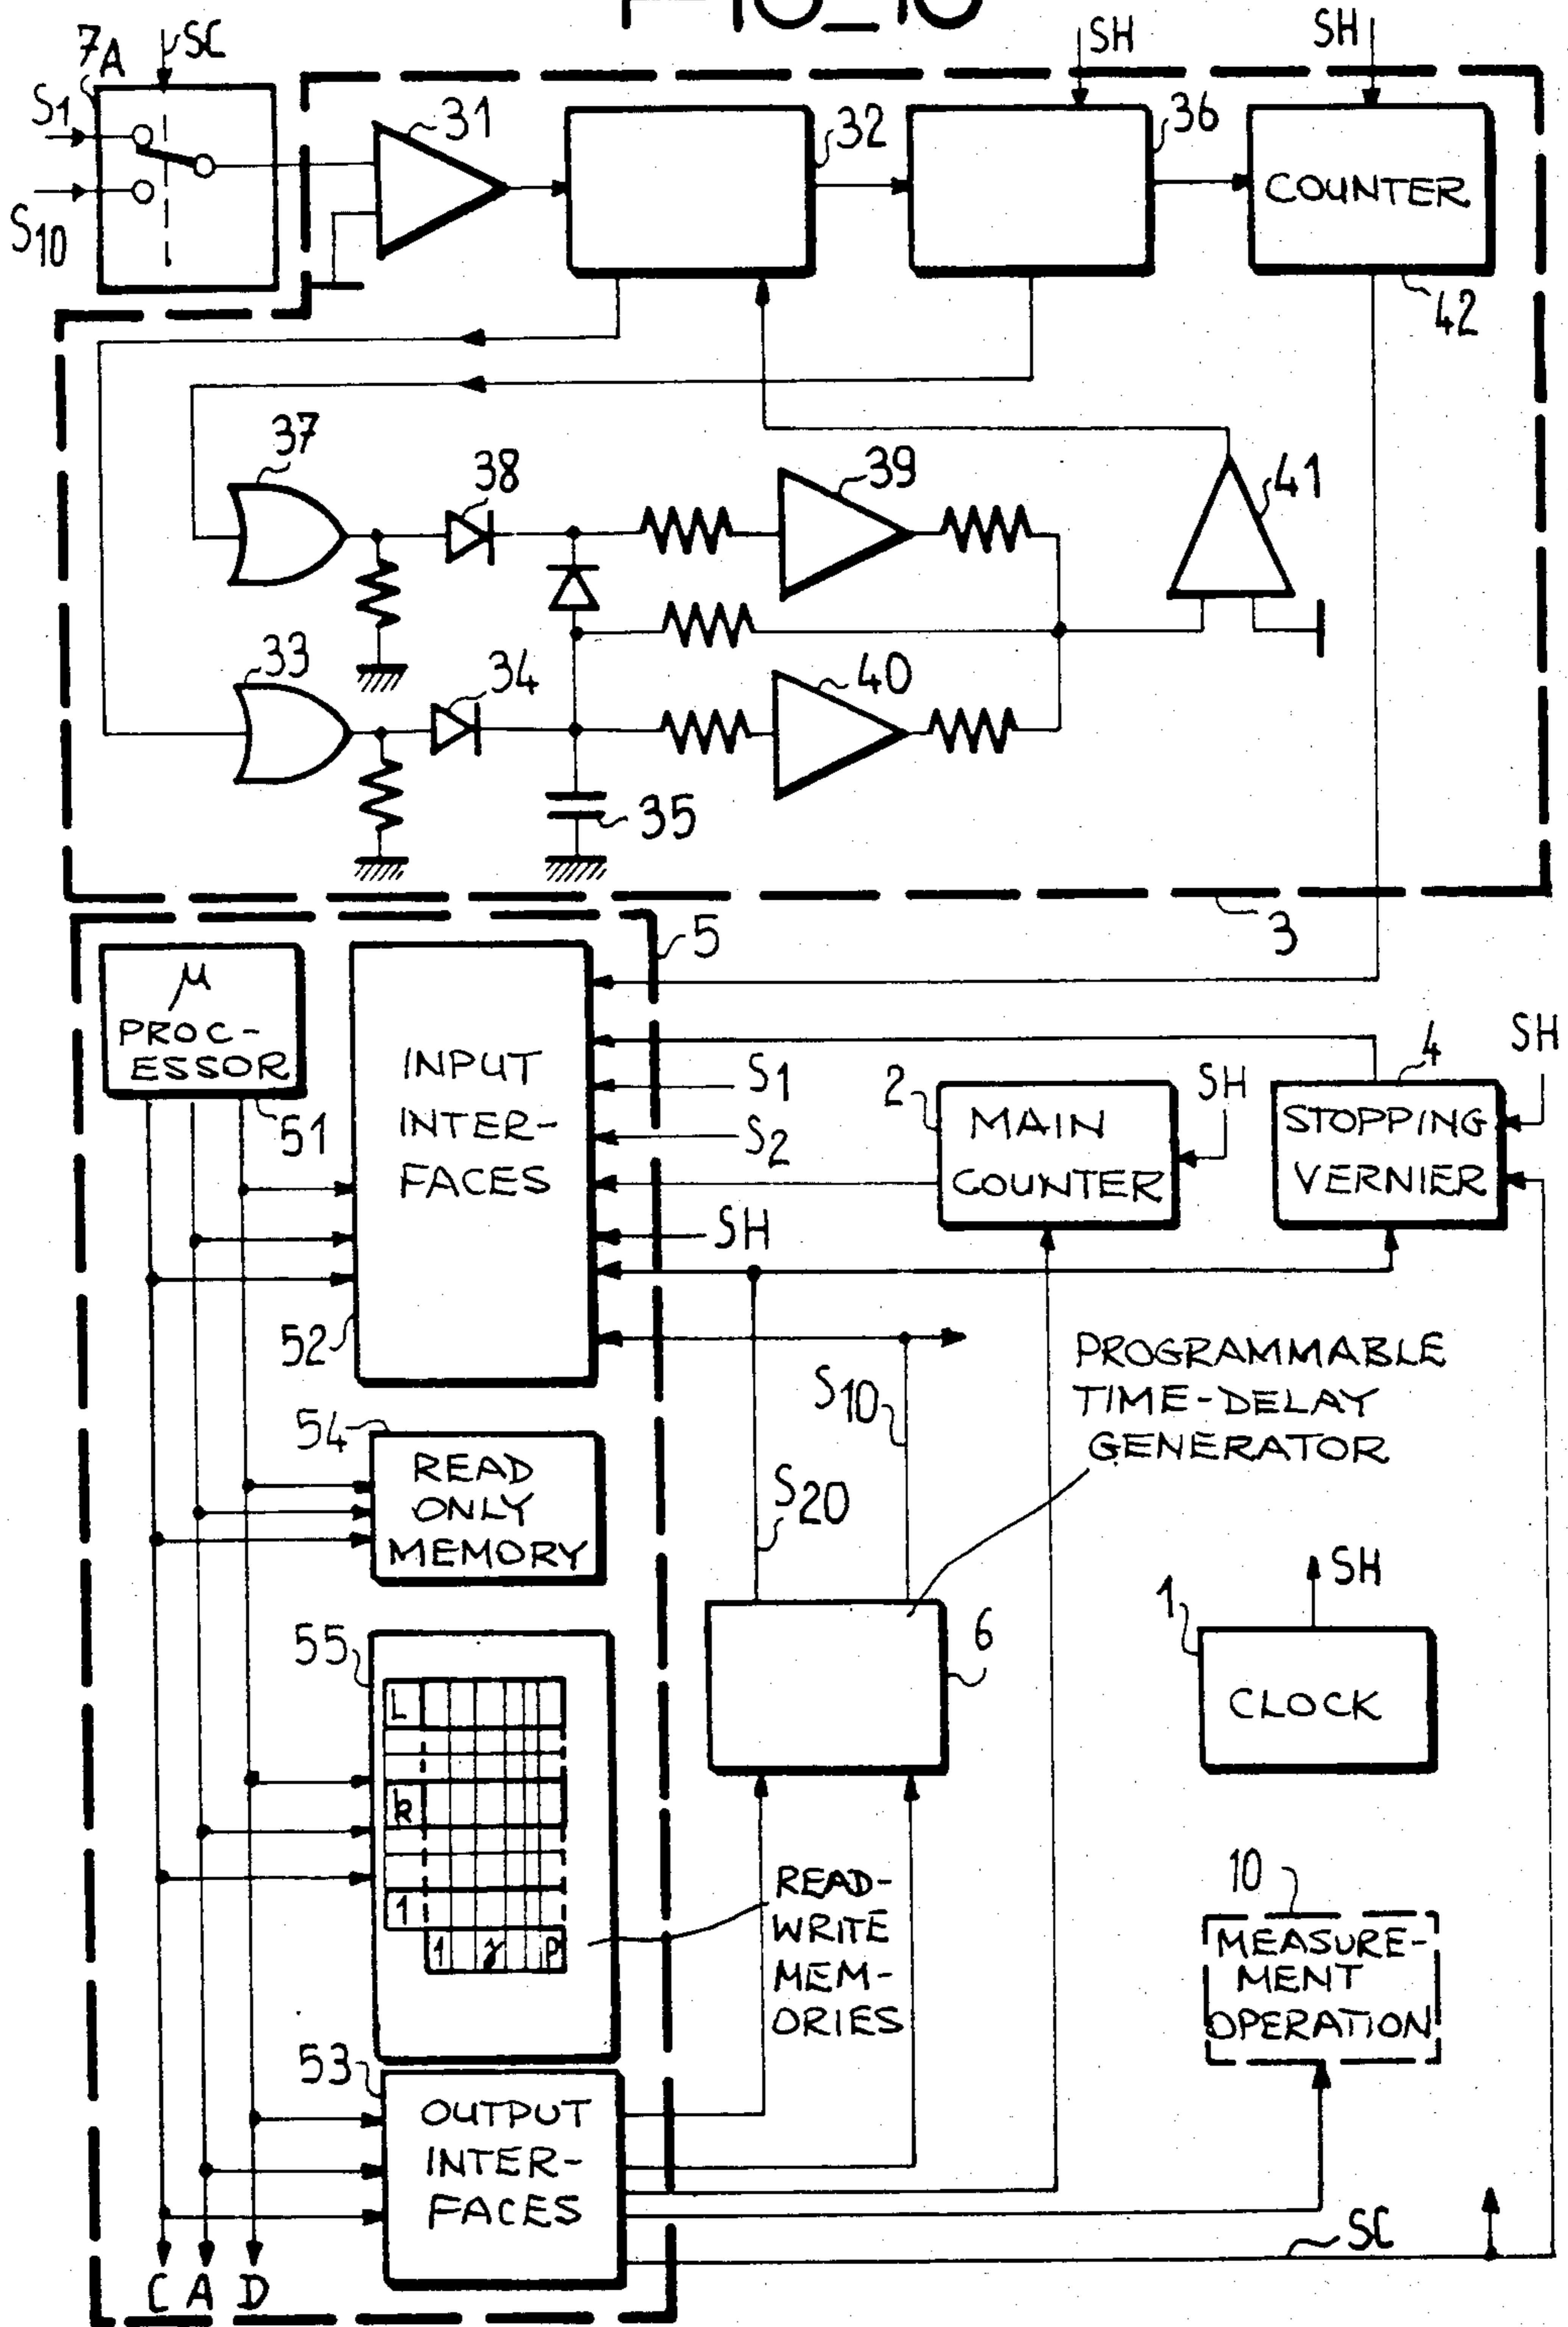 FIG_10
7A
SC
SH
SH
S1
31
32
36
COUNTER
S10
42
37
38
39
41
33
34
40
35
3
5
μ
PROC-
ESSOR
51
INPUT
INTER-
FACES
52
S1
S2
SH
2
MAIN
COUNTER
SH
4
STOPPING
VERNIER
SH
PROGRAMMABLE
TIME-DELAY
GENERATOR
S10
S20
54
READ
ONLY
MEMORY
6
1
SH
CLOCK
55
L
k
1
1 γ P
READ-
WRITE
MEM-
ORIES
10
MEASURE-
MENT
OPERATION
53
OUTPUT
INTER-
FACES
SC
C A D